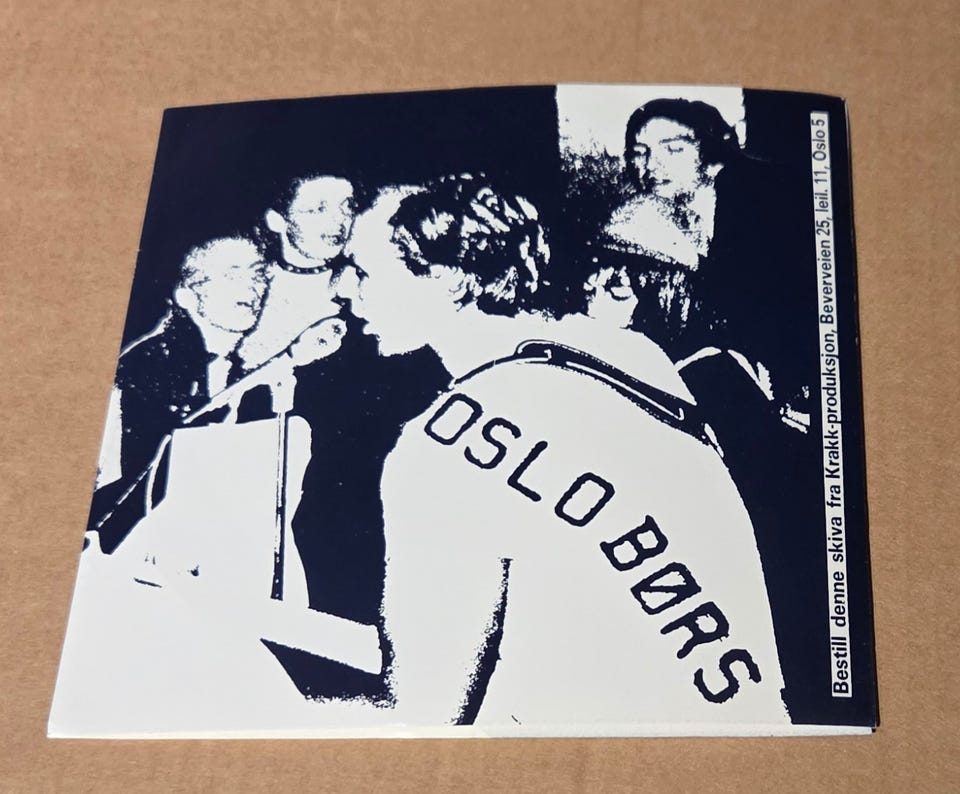 OSLO BØRS
Bestill denne skiva fra Krakk-produksjon, Beverveien 25, leil. 11, Oslo 5